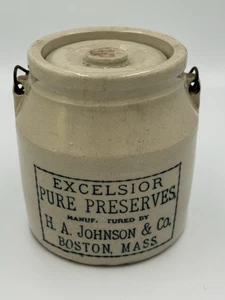 EXCELSIOR
PURE PRESERVES,
MANUF. TURED BY
H. A. JOHNSON & Co.
BOSTON, MASS.